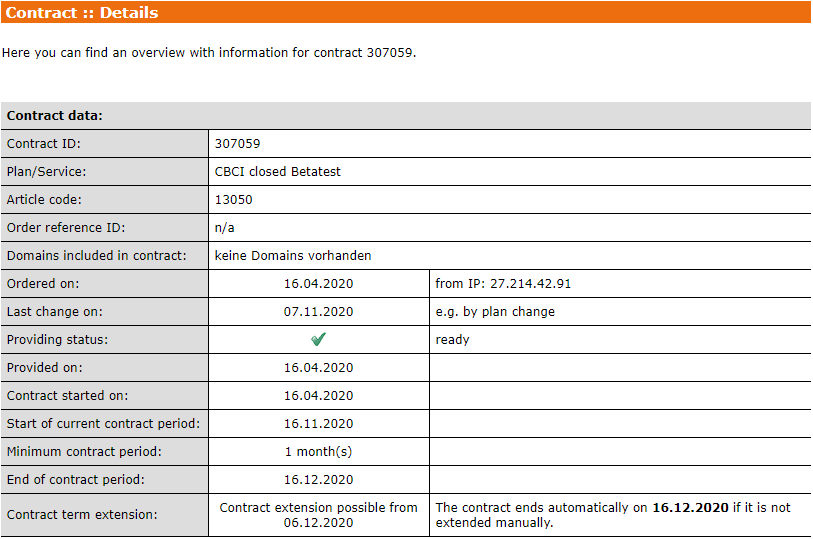 Contract :: Details
Here you can find an overview with information for contract 307059.
Contract data:
Contract ID: 307059
Plan/Service: CBCI closed Betatest
Article code: 13050
Order reference ID: n/a
Domains included in contract: keine Domains vorhanden
Ordered on: 16.04.2020 from IP: 27.214.42.91
Last change on: 07.11.2020 e.g. by plan change
Providing status: ready
Provided on: 16.04.2020
Contract started on: 16.04.2020
Start of current contract period: 16.11.2020
Minimum contract period: 1 month(s)
End of contract period: 16.12.2020
Contract term extension:
Contract extension possible from
06.12.2020
The contract ends automatically on 16.12.2020 if it is not
extended manually.